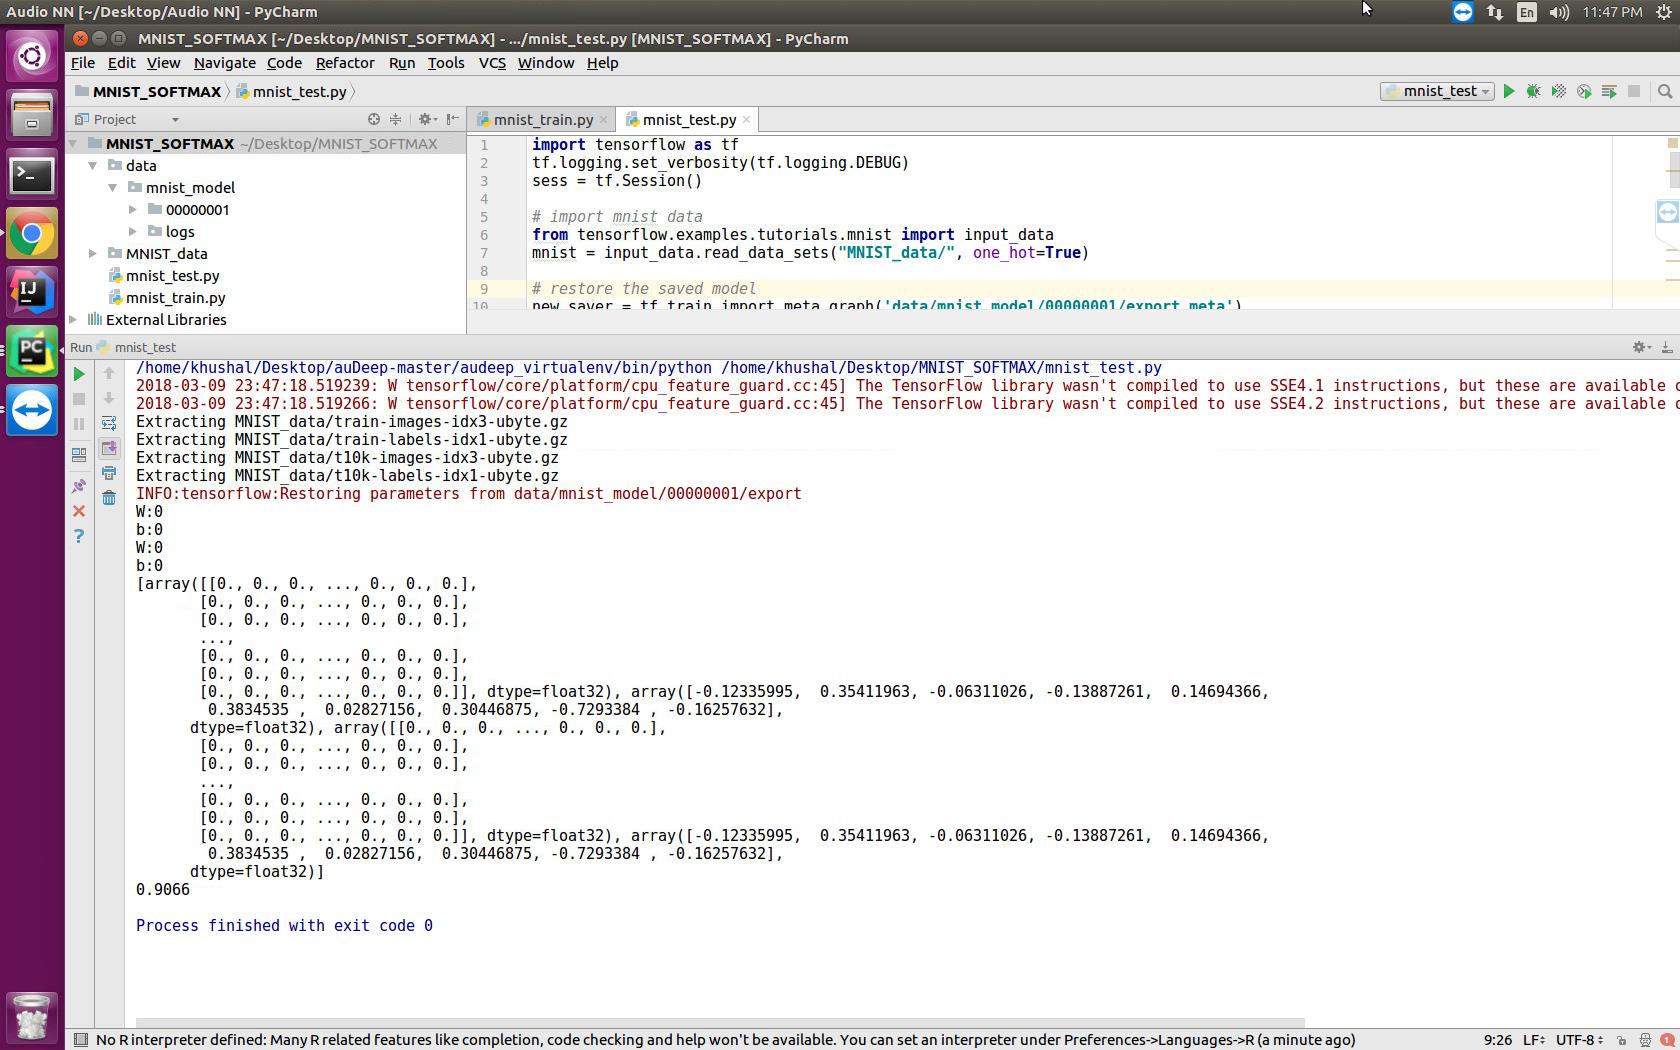 Audio NN [~/Desktop/Audio NN] - PyCharm
En
11:47 PM
MNIST_SOFTMAX [~/Desktop/MNIST_SOFTMAX] - .../mnist_test.py [MNIST_SOFTMAX] - PyCharm
File Edit View Navigate Code Refactor Run Tools VCS Window Help
MNIST_SOFTMAX mnist_test.py
mnist_test
Project
mnist_train.py
mnist_test.py
MNIST_SOFTMAX ~/Desktop/MNIST_SOFTMAX
data
mnist_model
00000001
logs
MNIST_data
mnist_test.py
mnist_train.py
External Libraries
1 import tensorflow as tf
2 tf.logging.set_verbosity(tf.logging.DEBUG)
3 sess = tf.Session()
4
5 # import mnist data
6 from tensorflow.examples.tutorials.mnist import input_data
7 mnist = input_data.read_data_sets("MNIST_data/", one_hot=True)
8
9 # restore the saved model
10 new_saver = tf.train.import_meta_graph('data/mnist_model/00000001/export.meta')
IJ
PC
Run mnist_test
/home/khushal/Desktop/auDeep-master/audeep_virtualenv/bin/python /home/khushal/Desktop/MNIST_SOFTMAX/mnist_test.py
2018-03-09 23:47:18.519239: W tensorflow/core/platform/cpu_feature_guard.cc:45] The TensorFlow library wasn't compiled to use SSE4.1 instructions, but these are available
2018-03-09 23:47:18.519266: W tensorflow/core/platform/cpu_feature_guard.cc:45] The TensorFlow library wasn't compiled to use SSE4.2 instructions, but these are available
Extracting MNIST_data/train-images-idx3-ubyte.gz
Extracting MNIST_data/train-labels-idx1-ubyte.gz
Extracting MNIST_data/t10k-images-idx3-ubyte.gz
Extracting MNIST_data/t10k-labels-idx1-ubyte.gz
INFO:tensorflow:Restoring parameters from data/mnist_model/00000001/export
W:0
b:0
W:0
b:0
[array([[0., 0., 0., ..., 0., 0., 0.],
[0., 0., 0., ..., 0., 0., 0.],
[0., 0., 0., ..., 0., 0., 0.],
...,
[0., 0., 0., ..., 0., 0., 0.],
[0., 0., 0., ..., 0., 0., 0.],
[0., 0., 0., ..., 0., 0., 0.]], dtype=float32), array([-0.12335995, 0.35411963, -0.06311026, -0.13887261, 0.14694366,
0.3834535 , 0.02827156, 0.30446875, -0.7293384 , -0.16257632],
dtype=float32), array([[0., 0., 0., ..., 0., 0., 0.],
[0., 0., 0., ..., 0., 0., 0.],
[0., 0., 0., ..., 0., 0., 0.],
...,
[0., 0., 0., ..., 0., 0., 0.],
[0., 0., 0., ..., 0., 0., 0.],
[0., 0., 0., ..., 0., 0., 0.]], dtype=float32), array([-0.12335995, 0.35411963, -0.06311026, -0.13887261, 0.14694366,
0.3834535 , 0.02827156, 0.30446875, -0.7293384 , -0.16257632],
dtype=float32)]
0.9066
Process finished with exit code 0
No R interpreter defined: Many R related features like completion, code checking and help won't be available. You can set an interpreter under Preferences->Languages->R (a minute ago)
9:26 LF UTF-8